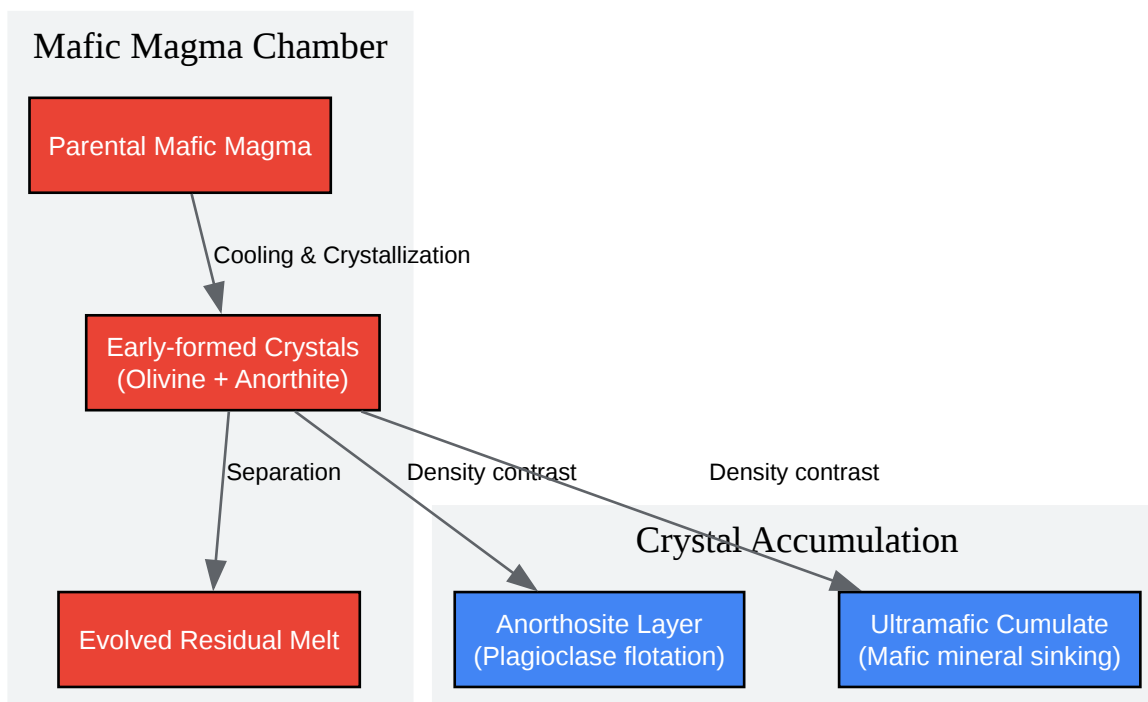 Mafic Magma Chamber
Parental Mafic Magma
Cooling & Crystallization
Early-formed Crystals
(Olivine + Anorthite)
Separation
Density contrast
Density contrast
Crystal Accumulation
Evolved Residual Melt
Anorthosite Layer
(Plagioclase flotation)
Ultramafic Cumulate
(Mafic mineral sinking)